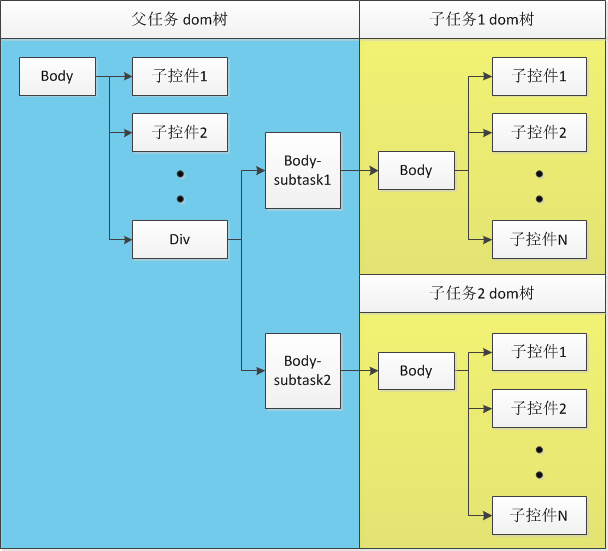 父任务 dom树
子任务1 dom树
Body
子控件1
子控件2
Div
Body-
subtask1
Body-
subtask2
Body
子控件1
子控件2
子控件N
子任务2 dom树
Body
子控件1
子控件2
子控件N